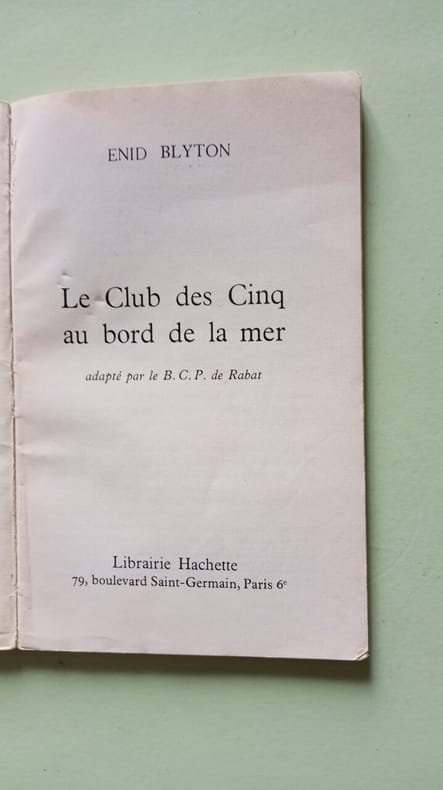 ENID BLYTON
Le Club des Cinq
au bord de la mer
adapté par le B. C. P. de Rabat
Librairie Hachette
79, boulevard Saint-Germain, Paris 6ᵉ